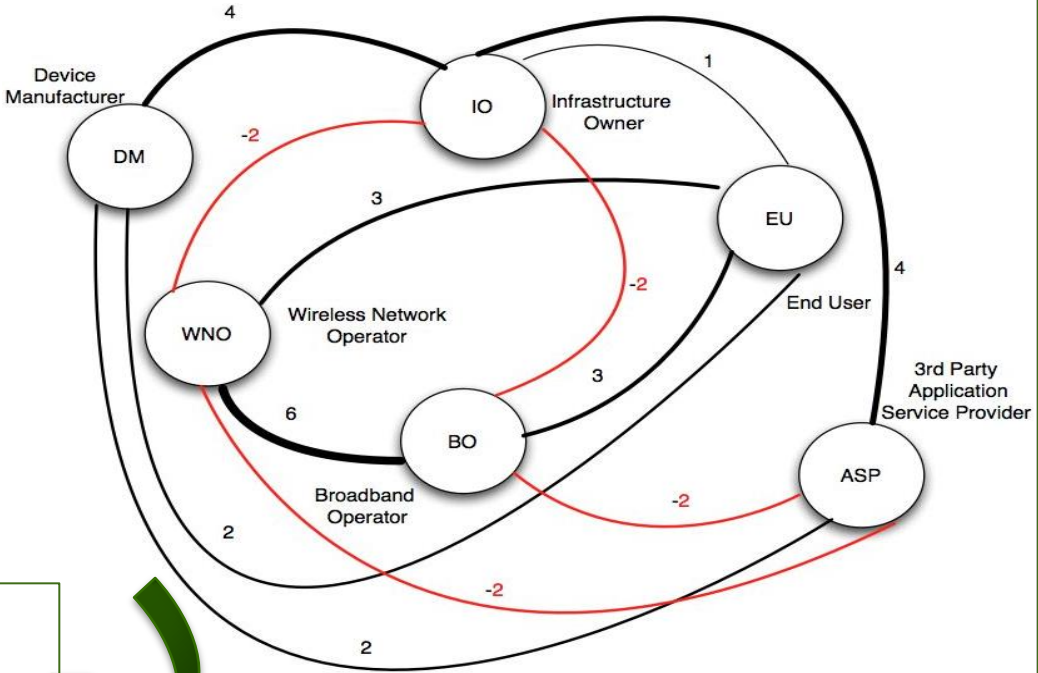 4
1
Device
Manufacturer
IO
Infrastructure
Owner
-2
DM
3
EU
4
-2
End User
WNO
Wireless Network
Operator
3rd Party
Application
Service Provider
3
6
BO
ASP
Broadband
Operator
-2
2
-2
2